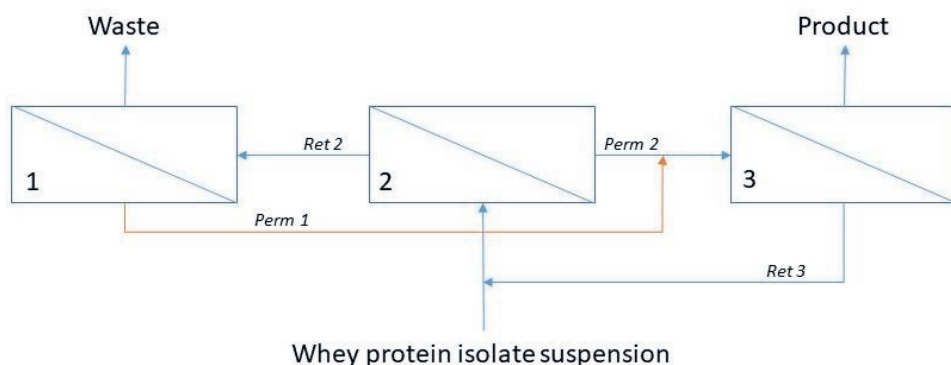 Waste
Product
Ret 2
Perm 2
1
2
3
Perm 1
Ret 3
Whey protein isolate suspension